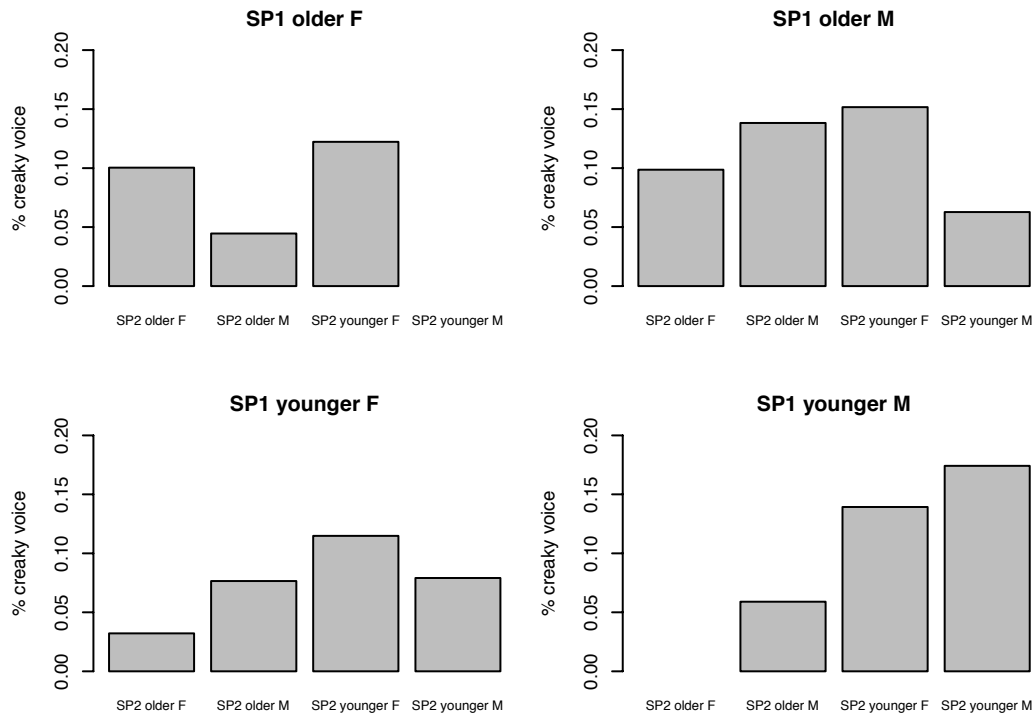 SP1 older F
% creaky voice
0.20
0.15
0.10
0.05
0.00
SP2 older F
SP2 older M
SP2 younger F
SP2 younger M
SP1 older M
% creaky voice
0.20
0.15
0.10
0.05
0.00
SP2 older F
SP2 older M
SP2 younger F
SP2 younger M
SP1 younger F
% creaky voice
0.20
0.15
0.10
0.05
0.00
SP2 older F
SP2 older M
SP2 younger F
SP2 younger M
SP1 younger M
% creaky voice
0.20
0.15
0.10
0.05
0.00
SP2 older F
SP2 older M
SP2 younger F
SP2 younger M